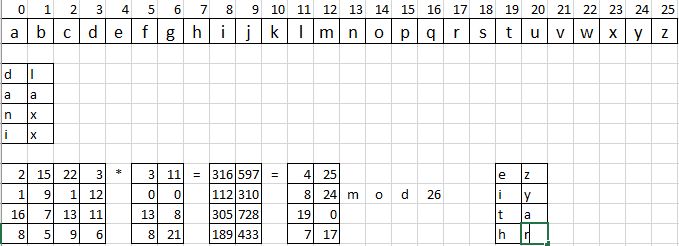 0 1 2 3 4 5 6 7 8 9 10 11 12 13 14 15 16 17 18 19 20 21 22 23 24 25
a b c d e f g h i j k l m n o p q r s t u v w x y z
d l
a a
n x
i x
2 15 22 3 * 3 11 = 316 597 = 4 25 e z
1 9 1 12 0 0 112 310 8 24 m o d 26 i y
16 7 13 11 13 8 305 728 19 0 t a
8 5 9 6 8 21 189 433 7 17 h r